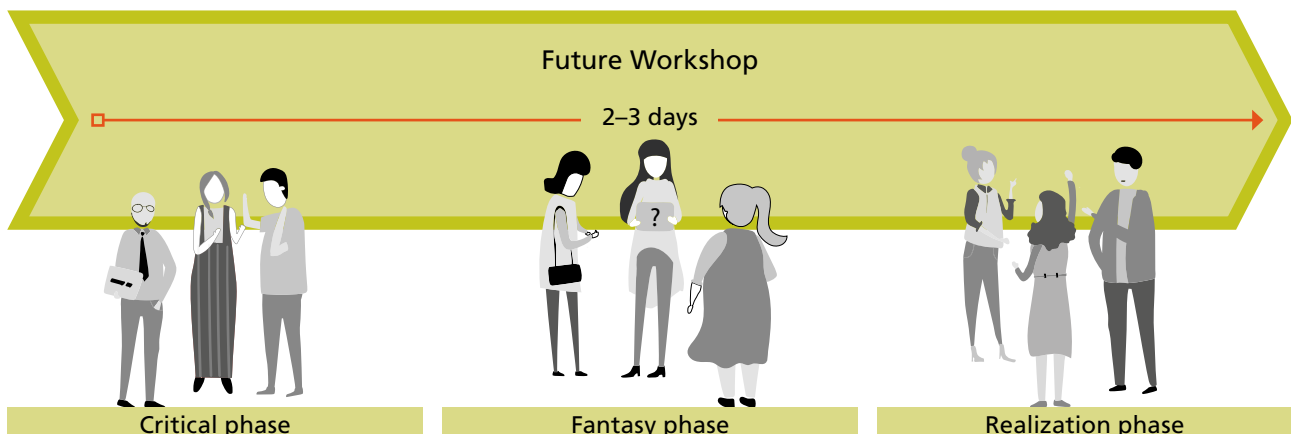 Future Workshop
2–3 days
?
Critical phase
Fantasy phase
Realization phase